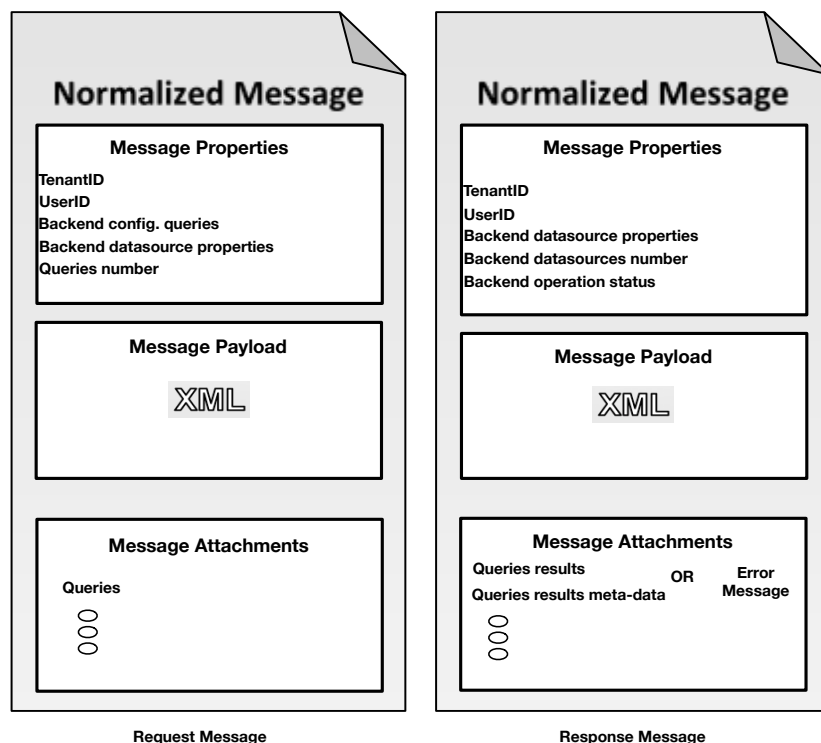 Normalized Message
Message Properties
TenantID
UserID
Backend config. queries
Backend datasource properties
Queries number
Message Payload
XML
Message Attachments
Queries
Request Message
Normalized Message
Message Properties
TenantID
UserID
Backend datasource properties
Backend datasources number
Backend operation status
Message Payload
XML
Message Attachments
Queries results
Queries results meta-data
OR
Error
Message
Response Message